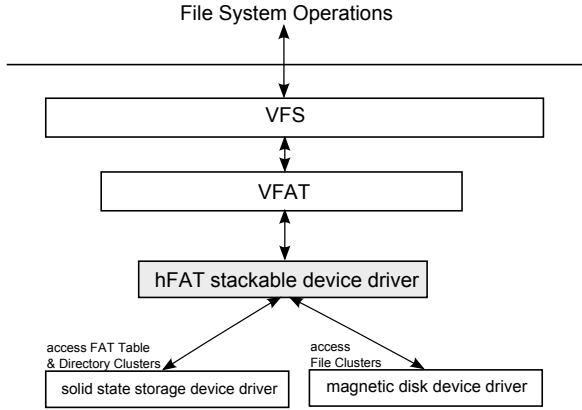 File System Operations
VFS
VFAT
hFAT stackable device driver
access FAT Table
& Directory Clusters
access
File Clusters
solid state storage device driver
magnetic disk device driver